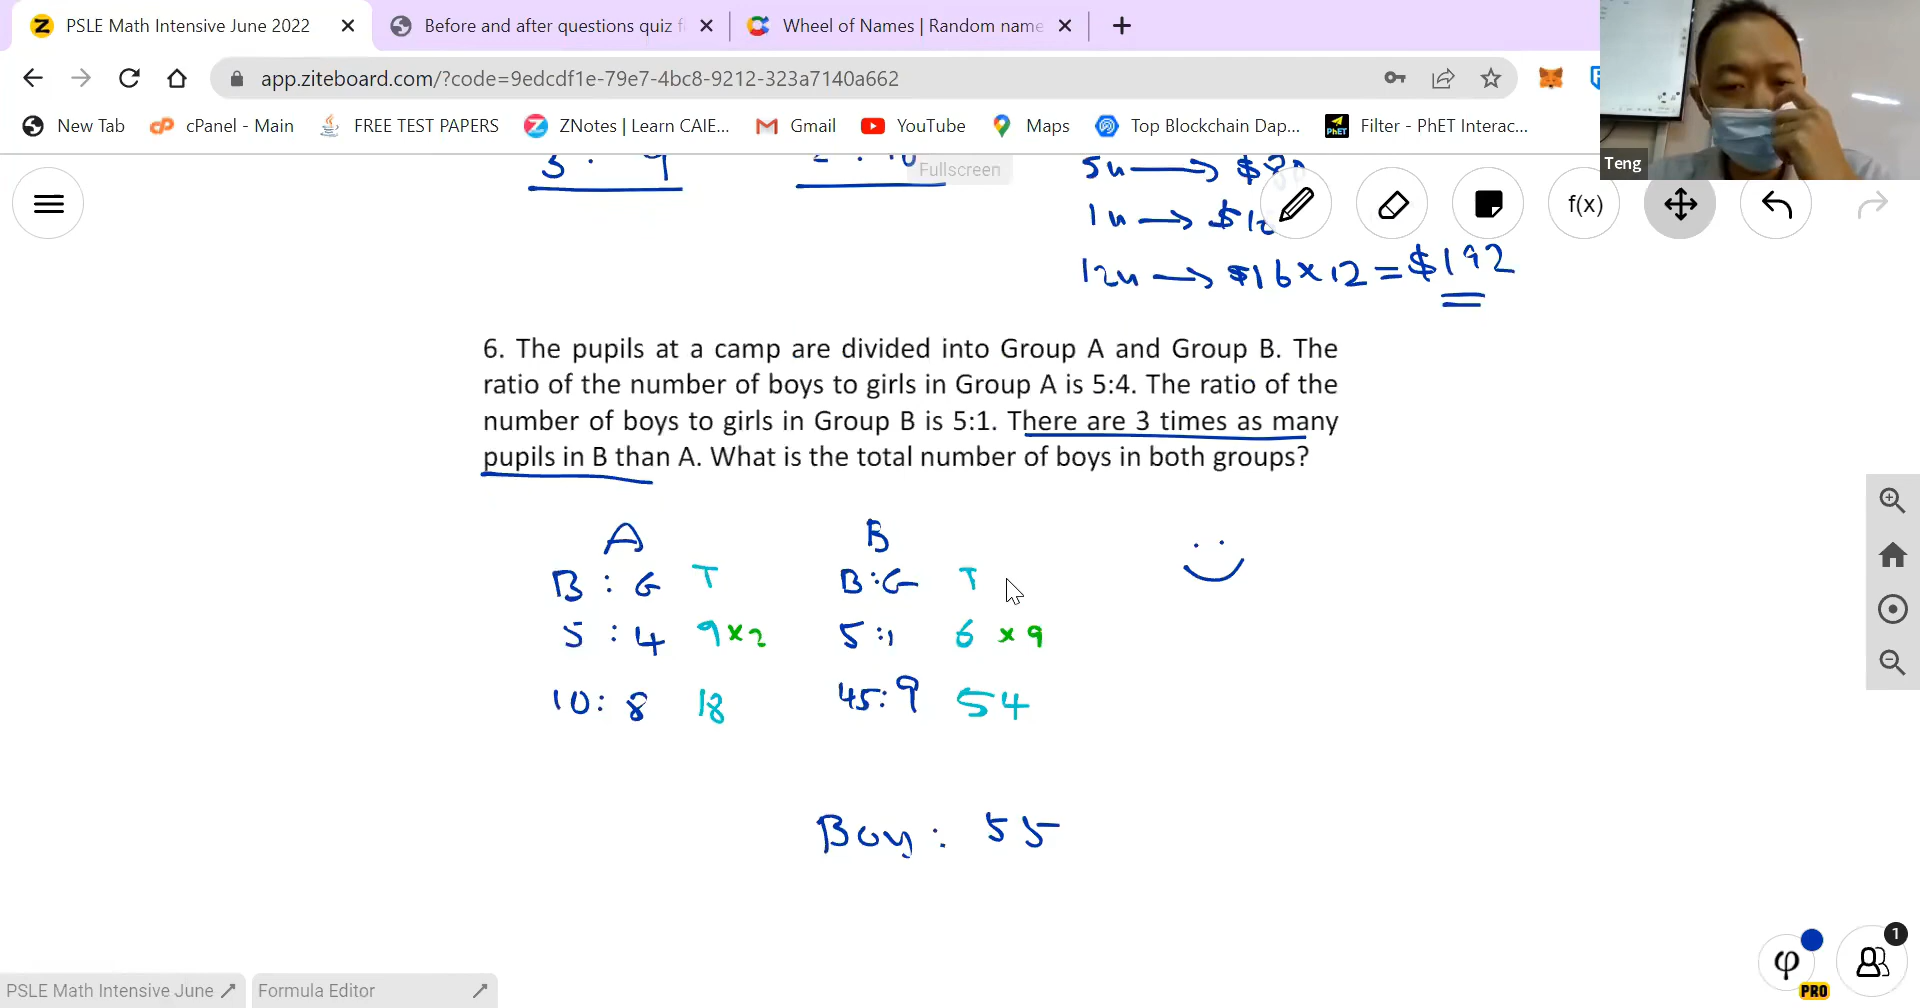 PSLE Math Intensive June 2022
Before and after questions quiz f
Wheel of Names | Random name
app.ziteboard.com/?code=9edcdf1e-79e7-4bc8-9212-323a7140a662
New Tab cPanel - Main FREE TEST PAPERS ZNotes | Learn CAIE... Gmail YouTube Maps Top Blockchain Dap... Filter - PhET Interac...
Teng
Fullscreen
f(x)
5u → $80
1u → $16
12u → $16 × 12 = $192
6. The pupils at a camp are divided into Group A and Group B. The
ratio of the number of boys to girls in Group A is 5:4. The ratio of the
number of boys to girls in Group B is 5:1. There are 3 times as many
pupils in B than A. What is the total number of boys in both groups?
A B
B : G T B : G T
5 : 4 9 × 2 5 : 1 6 × 9
10 : 8 18 45 : 9 54
Boy : 55
1
PRO
PSLE Math Intensive June
Formula Editor